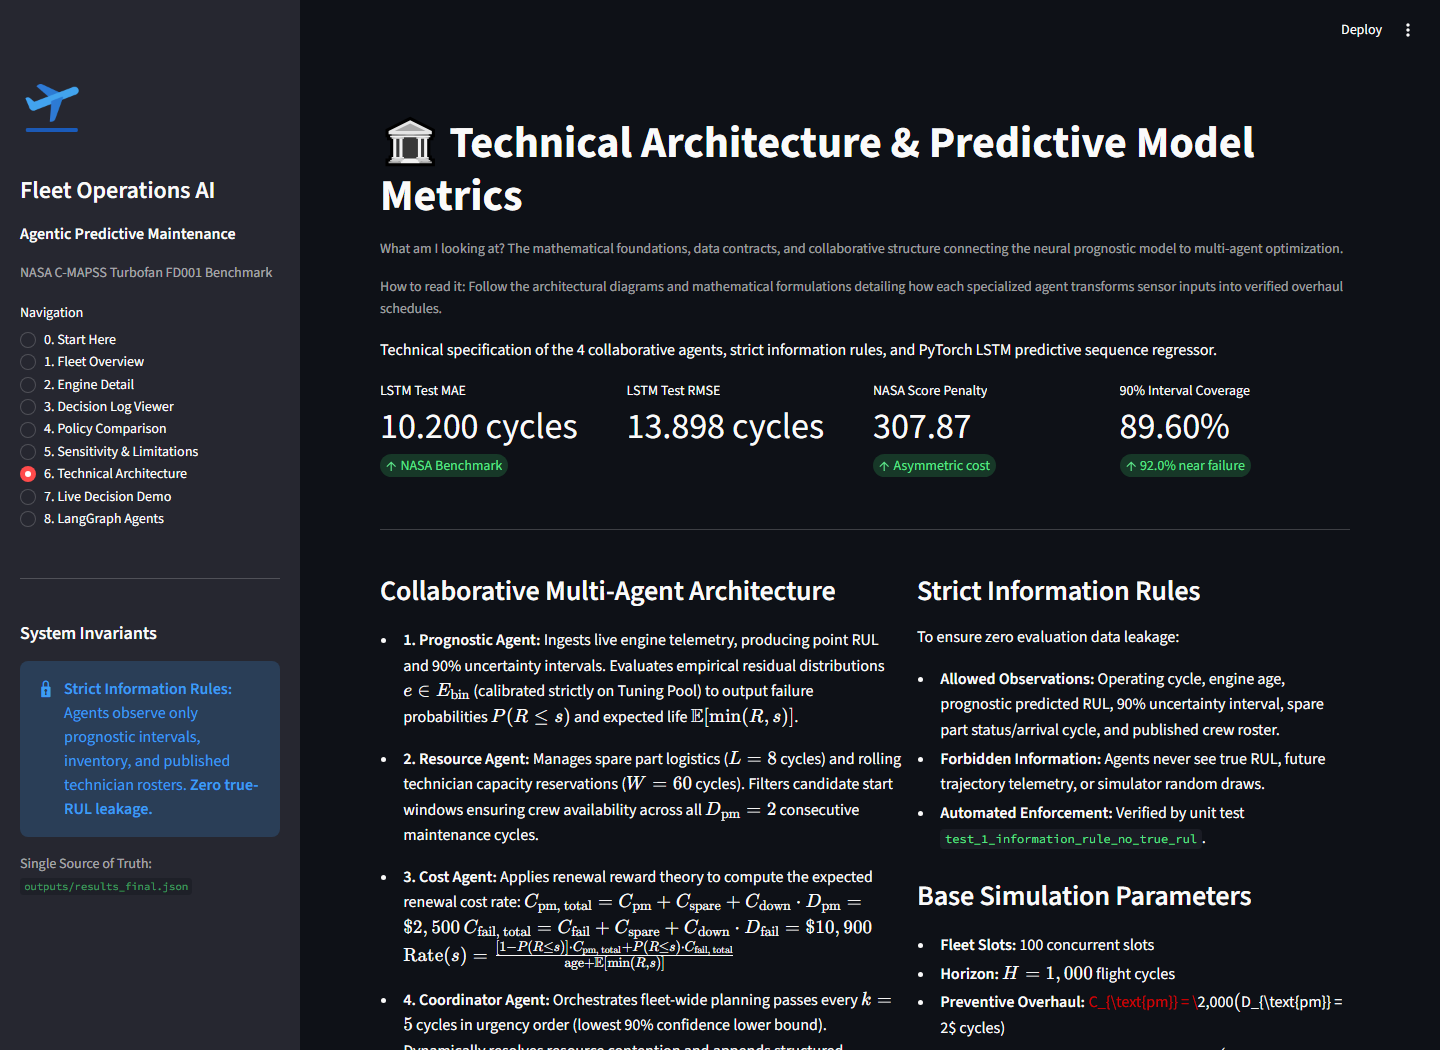 Deploy
Fleet Operations AI
Agentic Predictive Maintenance
NASA C-MAPSS Turbofan FD001 Benchmark
Navigation
0. Start Here
1. Fleet Overview
2. Engine Detail
3. Decision Log Viewer
4. Policy Comparison
5. Sensitivity & Limitations
6. Technical Architecture
7. Live Decision Demo
8. LangGraph Agents
System Invariants
Strict Information Rules:
Agents observe only
prognostic intervals,
inventory, and published
technician rosters. Zero true-
RUL leakage.
Single Source of Truth:
outputs/results_final.json
Technical Architecture & Predictive Model
Metrics
What am I looking at? The mathematical foundations, data contracts, and collaborative structure connecting the neural prognostic model to multi-agent optimization.
How to read it: Follow the architectural diagrams and mathematical formulations detailing how each specialized agent transforms sensor inputs into verified overhaul
schedules.
Technical specification of the 4 collaborative agents, strict information rules, and PyTorch LSTM predictive sequence regressor.
LSTM Test MAE
10.200 cycles
↑ NASA Benchmark
LSTM Test RMSE
13.898 cycles
NASA Score Penalty
307.87
↑ Asymmetric cost
90% Interval Coverage
89.60%
↑ 92.0% near failure
Collaborative Multi-Agent Architecture
• 1. Prognostic Agent: Ingests live engine telemetry, producing point RUL
and 90% uncertainty intervals. Evaluates empirical residual distributions
e ∈ E_bin (calibrated strictly on Tuning Pool) to output failure
probabilities P(R ≤ s) and expected life 𝔼[min(R, s)].
• 2. Resource Agent: Manages spare part logistics (L = 8 cycles) and rolling
technician capacity reservations (W = 60 cycles). Filters candidate start
windows ensuring crew availability across all D_pm = 2 consecutive
maintenance cycles.
• 3. Cost Agent: Applies renewal reward theory to compute the expected
renewal cost rate: C_pm, total = C_pm + C_spare + C_down · D_pm =
$2,500 C_fail, total = C_fail + C_spare + C_down · D_fail = $10,900
Rate(s) = [1−P(R≤s)]·C_pm, total+P(R≤s)·C_fail, total / age+𝔼[min(R,s)]
• 4. Coordinator Agent: Orchestrates fleet-wide planning passes every k =
5 cycles in urgency order (lowest 90% confidence lower bound).
Dynamically resolves resource contention and appends structured
Strict Information Rules
To ensure zero evaluation data leakage:
• Allowed Observations: Operating cycle, engine age,
prognostic predicted RUL, 90% uncertainty interval, spare
part status/arrival cycle, and published crew roster.
• Forbidden Information: Agents never see true RUL, future
trajectory telemetry, or simulator random draws.
• Automated Enforcement: Verified by unit test
test_1_information_rule_no_true_rul .
Base Simulation Parameters
• Fleet Slots: 100 concurrent slots
• Horizon: H = 1,000 flight cycles
• Preventive Overhaul: C_{\text{pm}} = \2,000(D_{\text{pm}} =
2$ cycles)